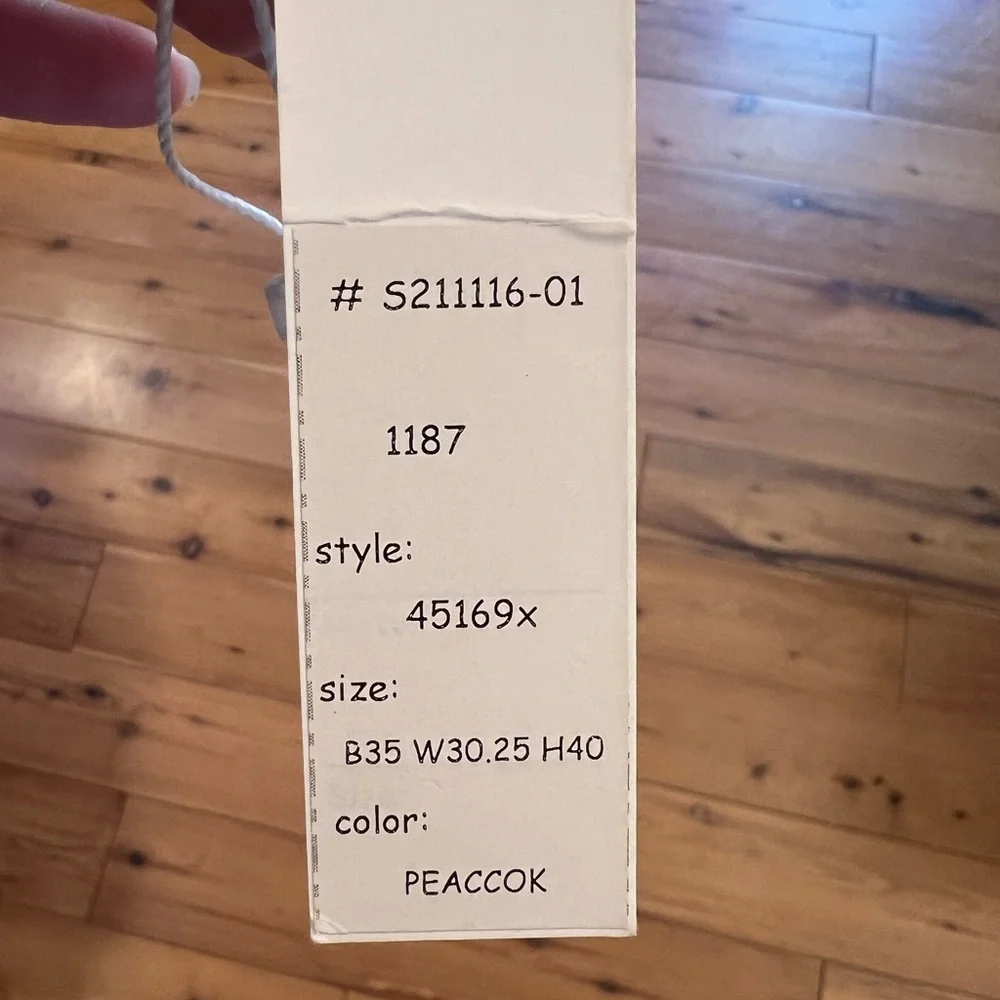 # S211116-01
1187
style:
45169x
size:
B35 W30.25 H40
color:
PEACCOK